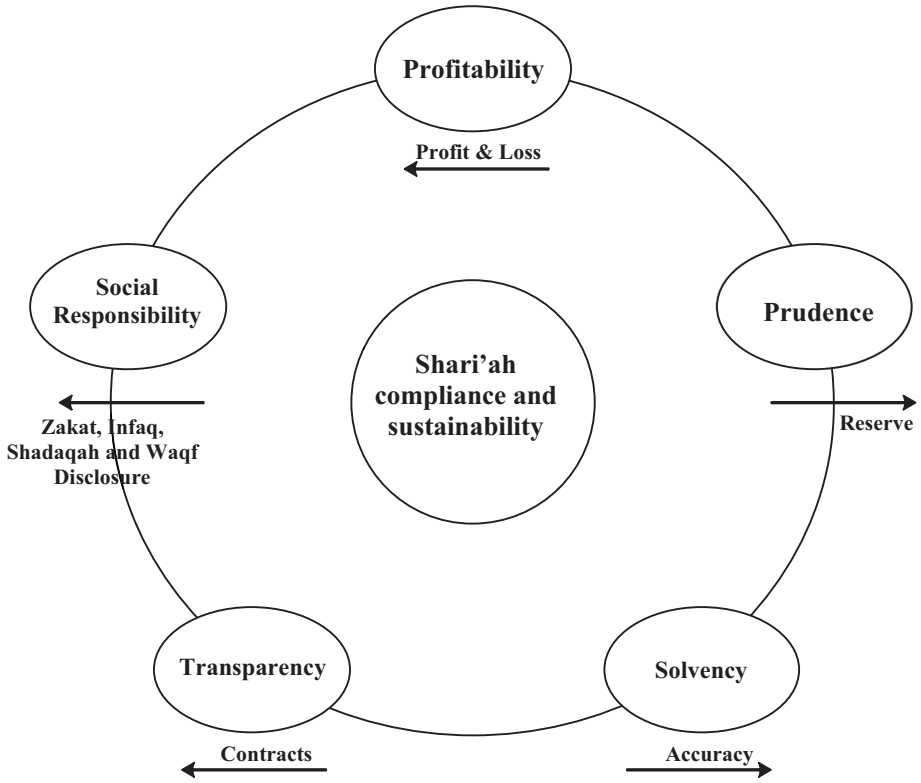 Profitability
Profit & Loss
Social
Responsibility
Prudence
Shari’ah
compliance and
sustainability
Zakat, Infaq,
Shadaqah and Waqf
Disclosure
Reserve
Transparency
Solvency
Contracts
Accuracy